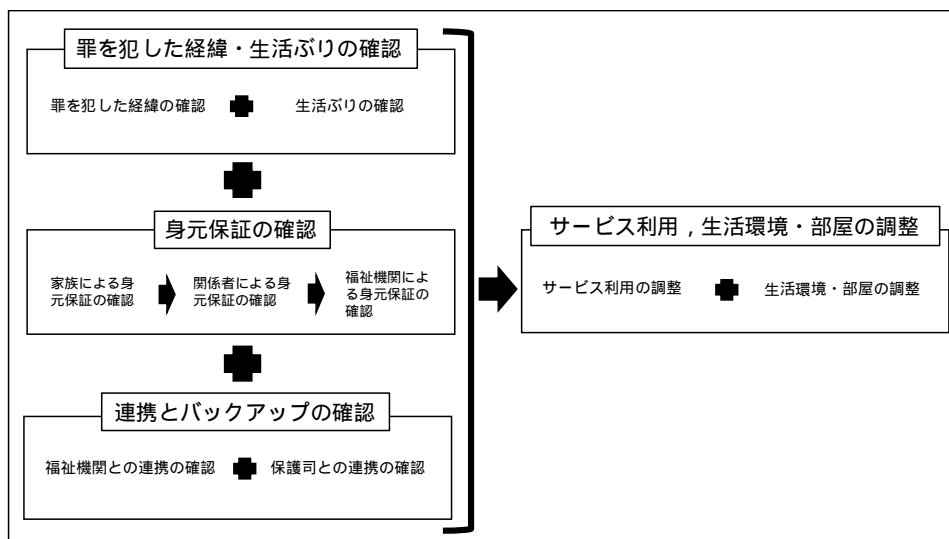 罪を犯した経緯・生活ぶりの確認
罪を犯した経緯の確認
生活ぶりの確認
身元保証の確認
家族による身
元保証の確認
関係者による身
元保証の確認
福祉機関によ
る身元保証の
確認
連携とバックアップの確認
福祉機関との連携の確認
保護司との連携の確認
サービス利用，生活環境・部屋の調整
サービス利用の調整
生活環境・部屋の調整